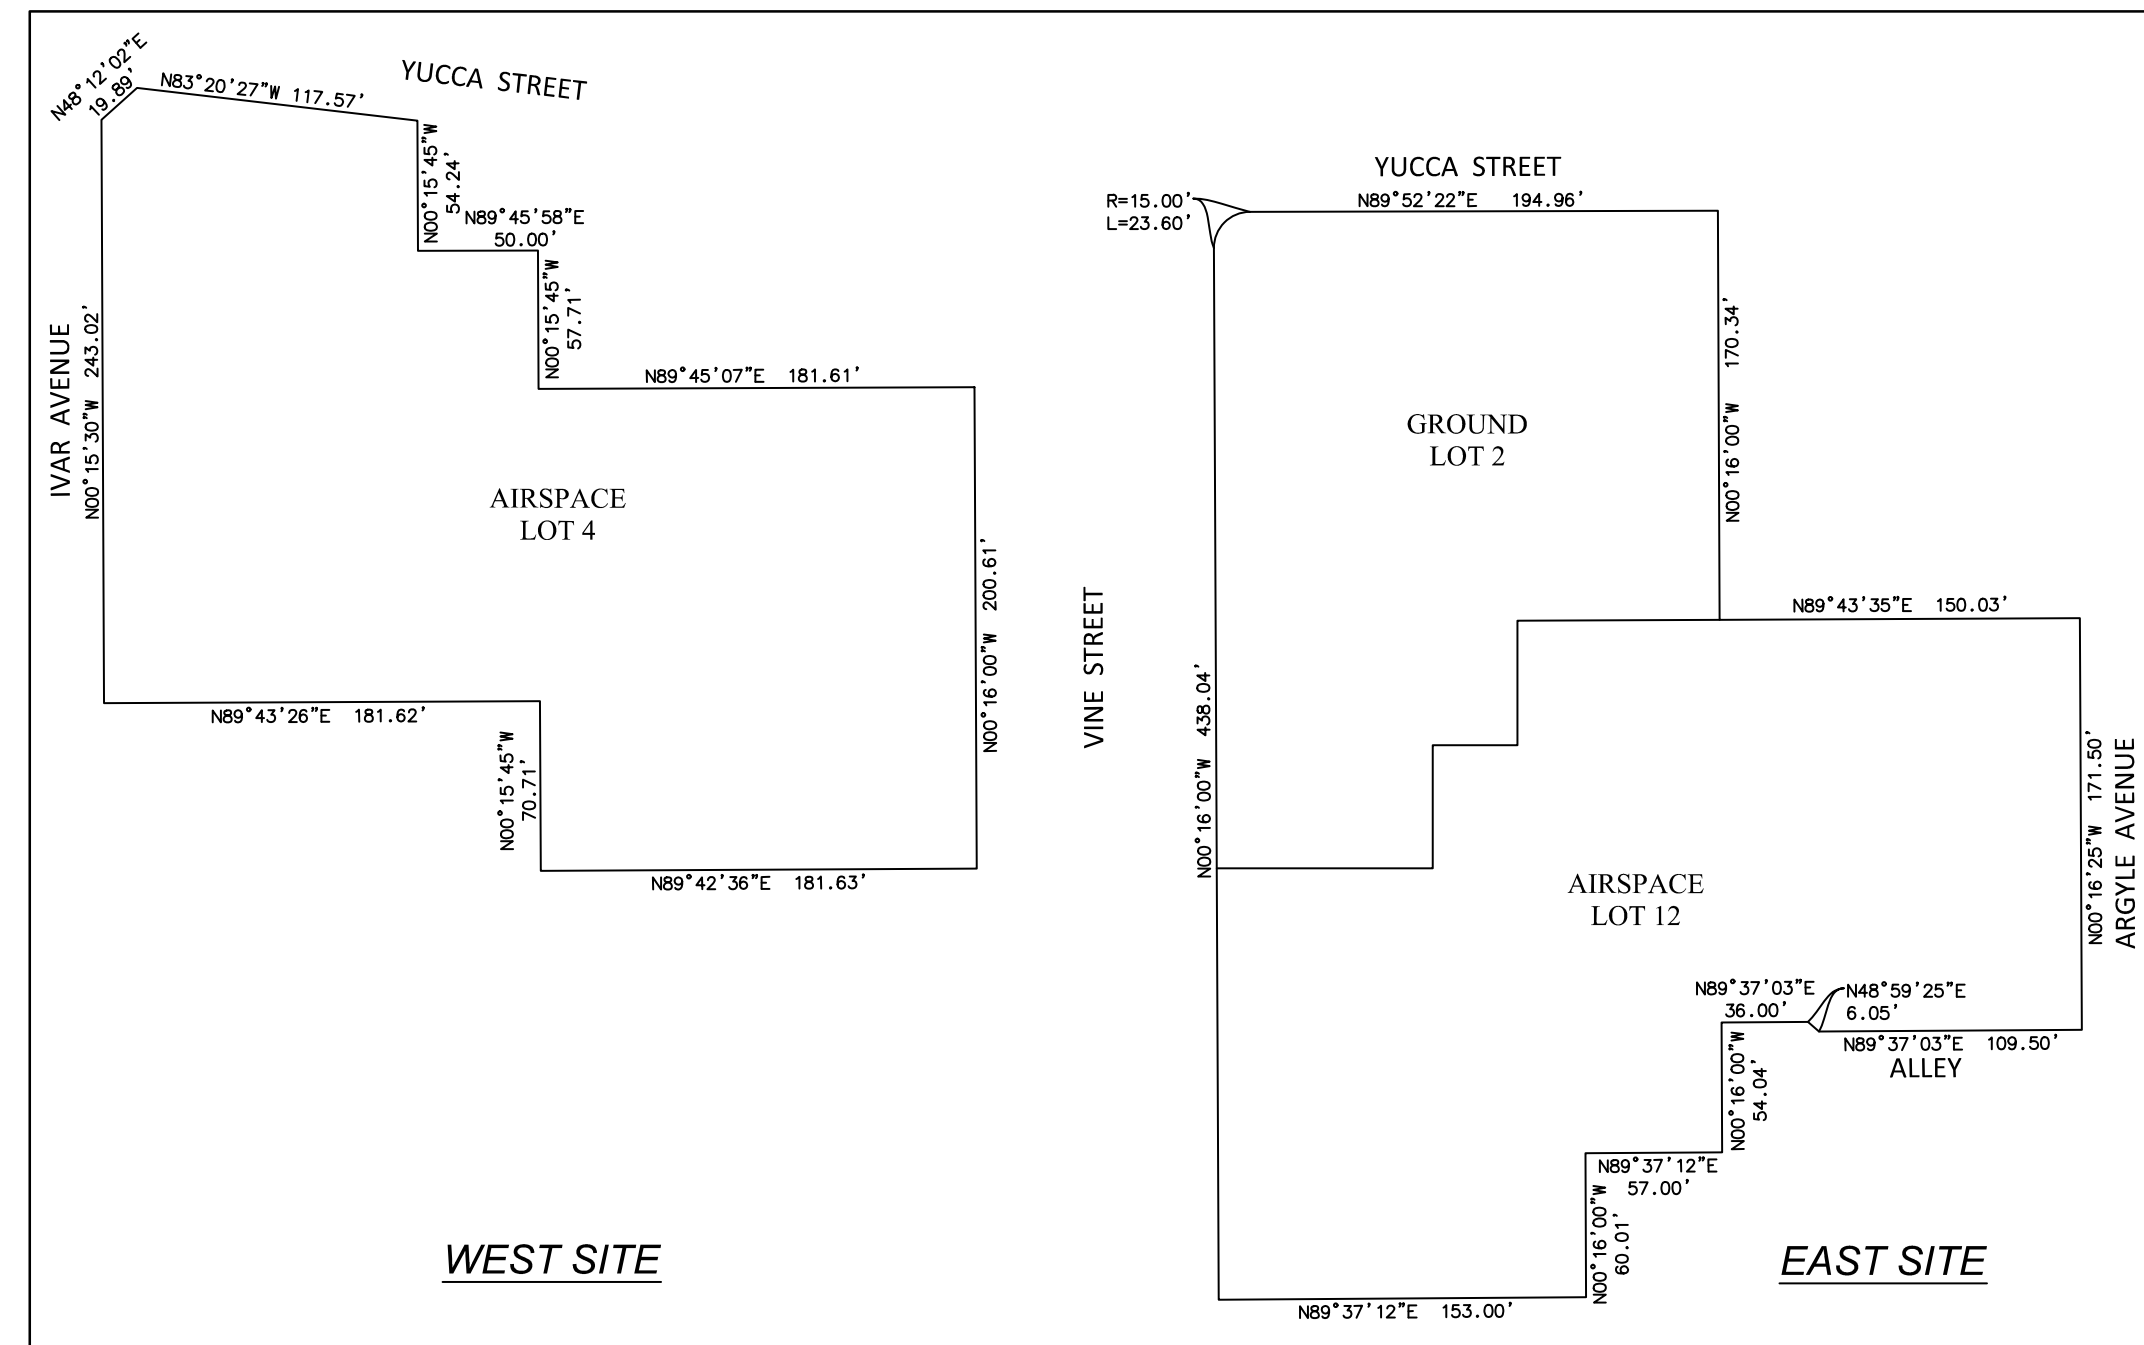 N48°12'02"E
19.89'
N83°20'27"W 117.57'
YUCCA STREET
N00°15'45"W
54.24'
N89°45'58"E
50.00'
N00°15'45"W
57.71'
N89°45'07"E 181.61'
IVAR AVENUE
N00°15'30"W 243.02'
AIRSPACE
LOT 4
N00°16'00"W 200.61'
N89°43'26"E 181.62'
N00°15'45"W
70.71'
N89°42'36"E 181.63'
WEST SITE
VINE STREET
YUCCA STREET
R=15.00'
L=23.60'
N89°52'22"E 194.96'
GROUND
LOT 2
N00°16'00"W 170.34'
N89°43'35"E 150.03'
N00°16'00"W 438.04'
AIRSPACE
LOT 12
N00°16'25"W 171.50'
ARGYLE AVENUE
N89°37'03"E
36.00'
N48°59'25"E
6.05'
N89°37'03"E 109.50'
ALLEY
N00°16'00"W
54.04'
N89°37'12"E
57.00'
N00°16'00"W
60.01'
N89°37'12"E 153.00'
EAST SITE